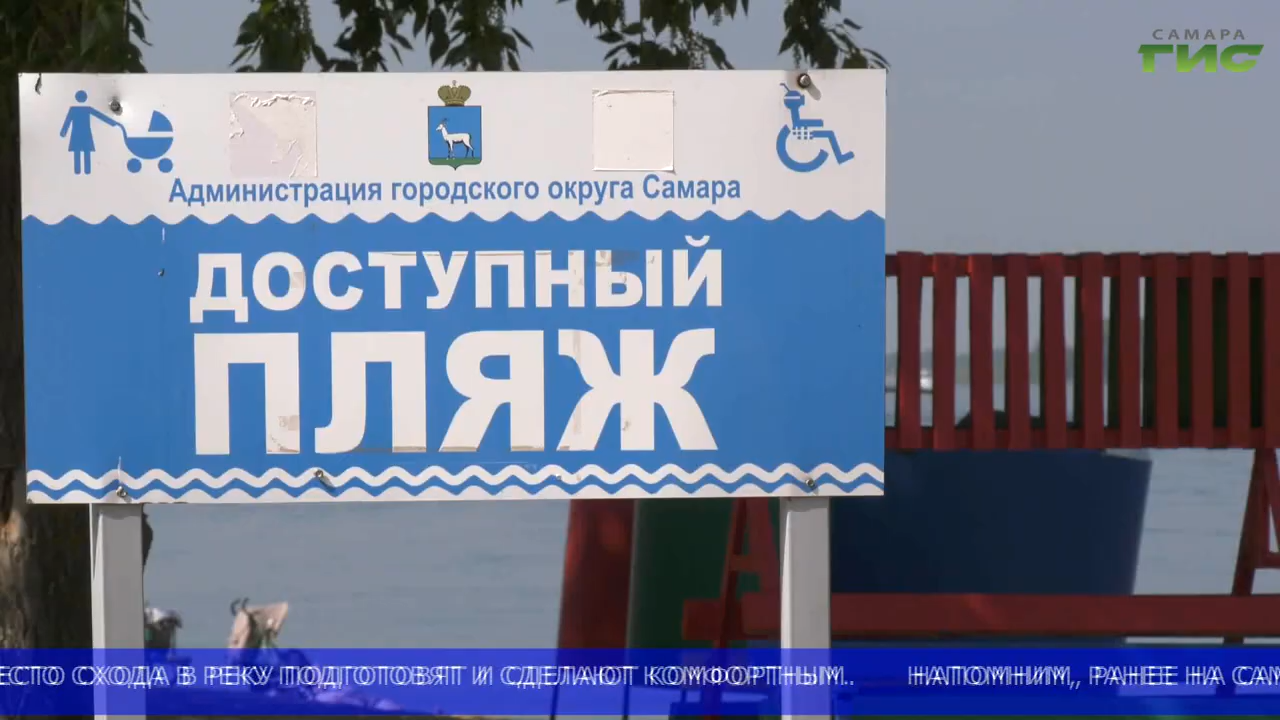 САМАРА
ГИС
Администрация городского округа Самара
ДОСТУПНЫЙ
ПЛЯЖ
СХОДА В РЕКУ ПОДГОТОВЯТ И СДЕЛАЮТ КОМФОРТНЫМ.. НАПОМНИМ, РАНЕЕ НА